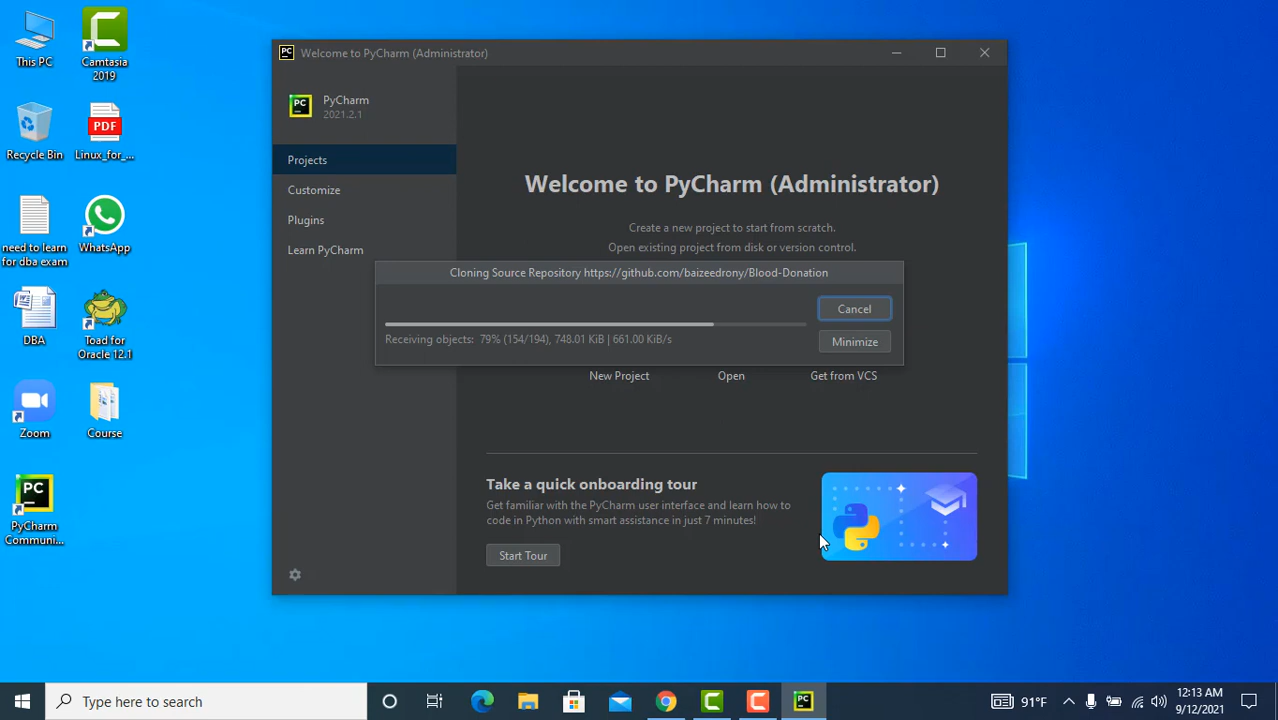 This PC
Camtasia
2019
Recycle Bin
PDF
Linux_for_...
need to learn
for dba exam
WhatsApp
DBA
Toad for
Oracle 12.1
Zoom
Course
PC
PyCharm
Communi...
PC Welcome to PyCharm (Administrator)
PC
PyCharm
2021.2.1
Projects
Customize
Plugins
Learn PyCharm
Welcome to PyCharm (Administrator)
Create a new project to start from scratch.
Open existing project from disk or version control.
Cloning Source Repository https://github.com/baizeedrony/Blood-Donation
Cancel
Receiving objects: 79% (154/194), 748.01 KiB | 661.00 KiB/s
Minimize
New Project
Open
Get from VCS
Take a quick onboarding tour
Get familiar with the PyCharm user interface and learn how to
code in Python with smart assistance in just 7 minutes!
Start Tour
Type here to search
PC
91°F
12:13 AM
9/12/2021